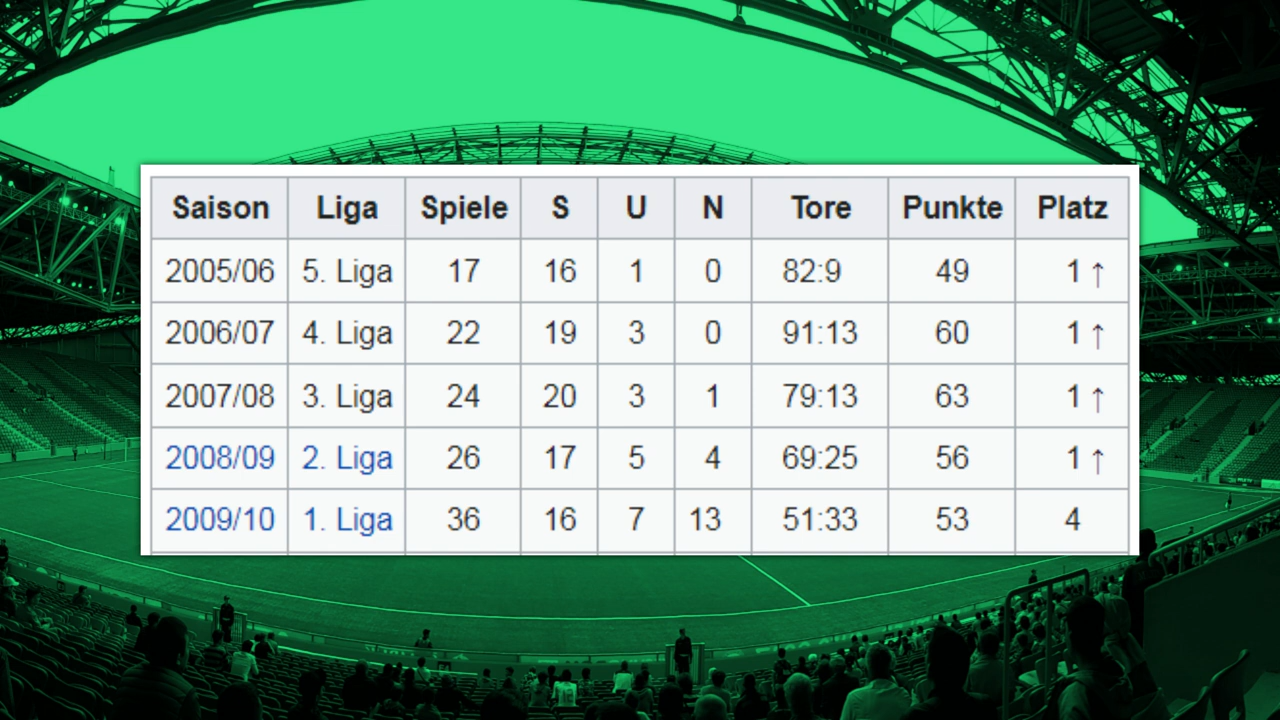 Saison Liga Spiele S U N Tore Punkte Platz
2005/06 5. Liga 17 16 1 0 82:9 49 1 ↑
2006/07 4. Liga 22 19 3 0 91:13 60 1 ↑
2007/08 3. Liga 24 20 3 1 79:13 63 1 ↑
2008/09 2. Liga 26 17 5 4 69:25 56 1 ↑
2009/10 1. Liga 36 16 7 13 51:33 53 4